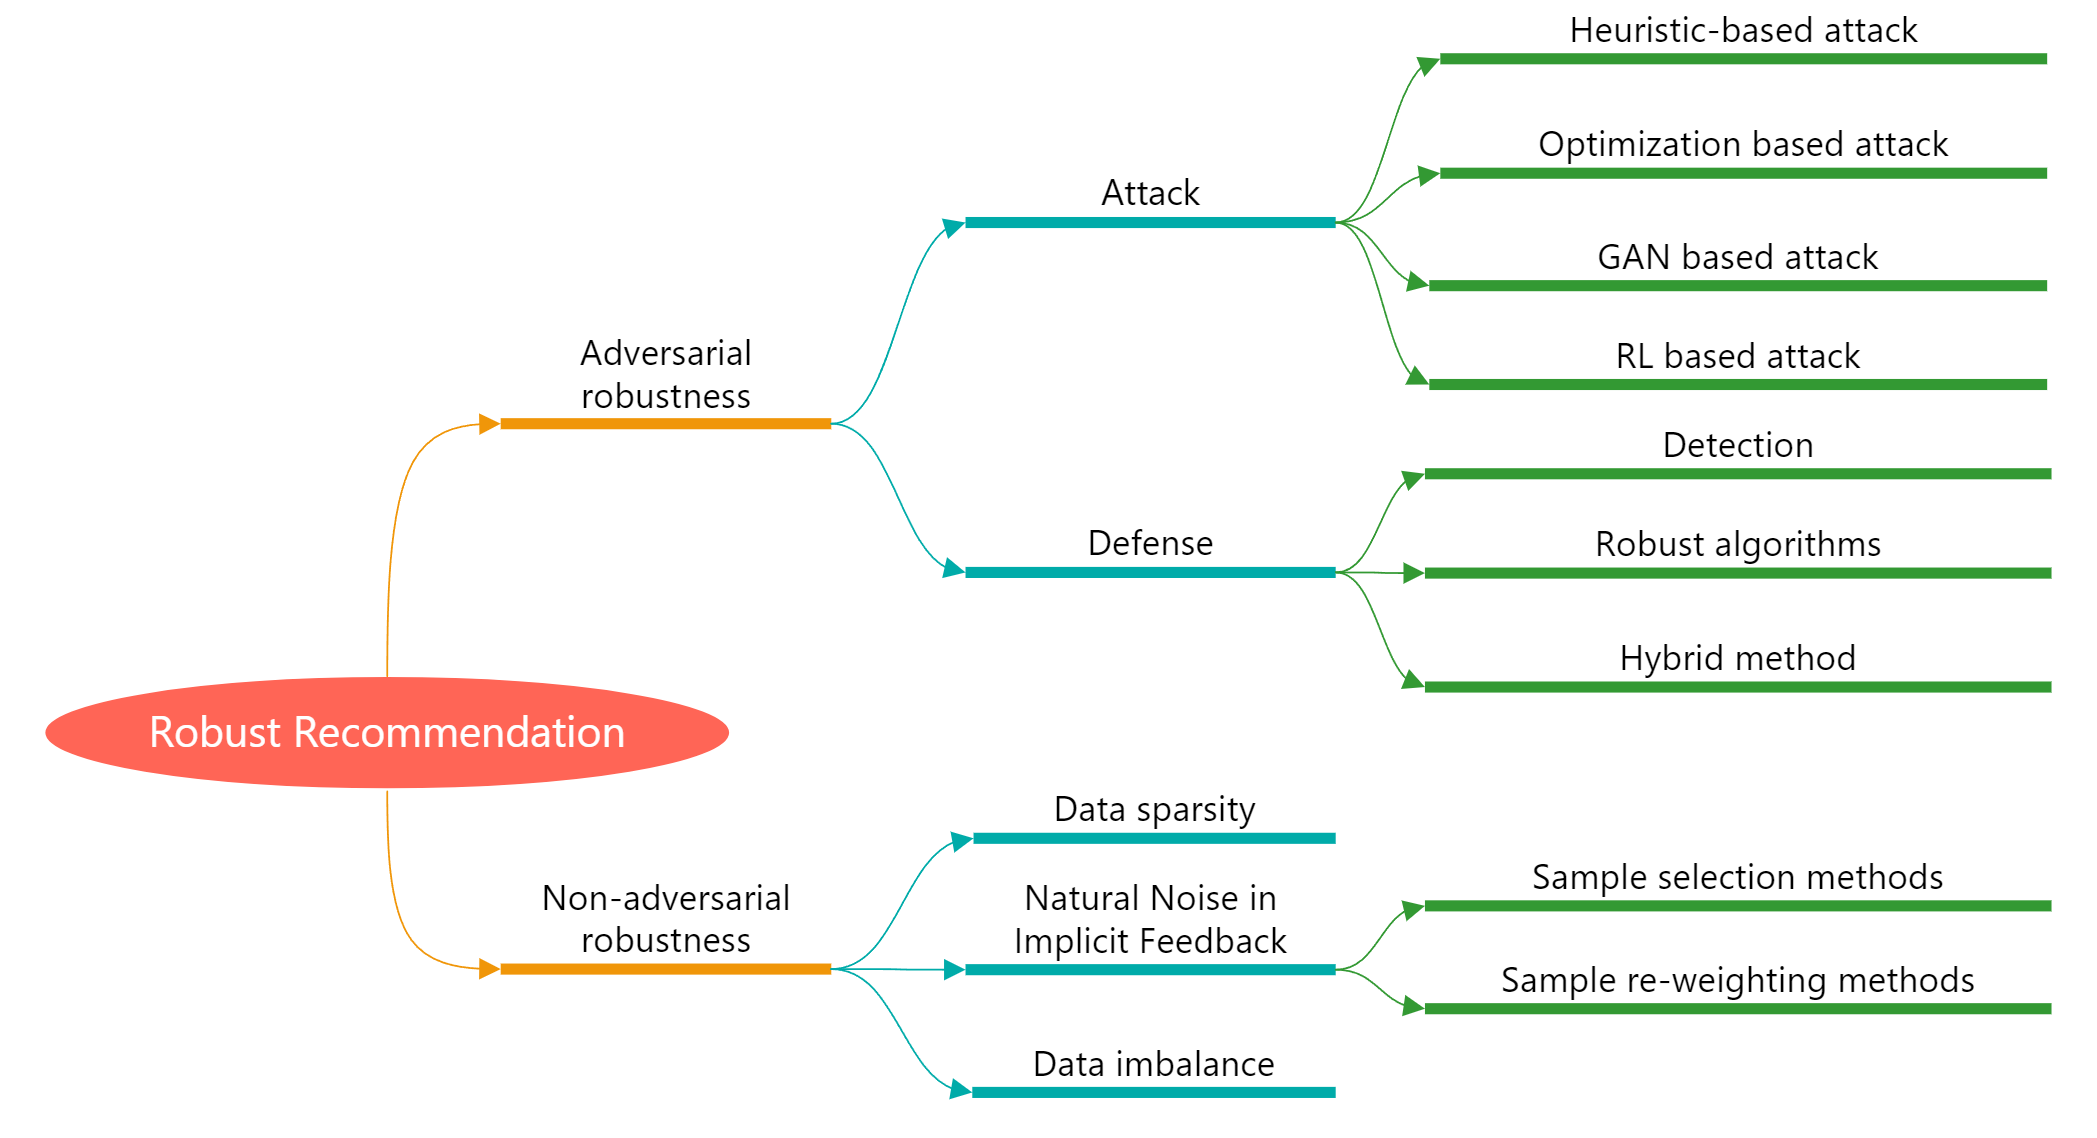 Robust Recommendation
Adversarial
robustness
Attack
Heuristic-based attack
Optimization based attack
GAN based attack
RL based attack
Defense
Detection
Robust algorithms
Hybrid method
Non-adversarial
robustness
Data sparsity
Natural Noise in
Implicit Feedback
Sample selection methods
Sample re-weighting methods
Data imbalance